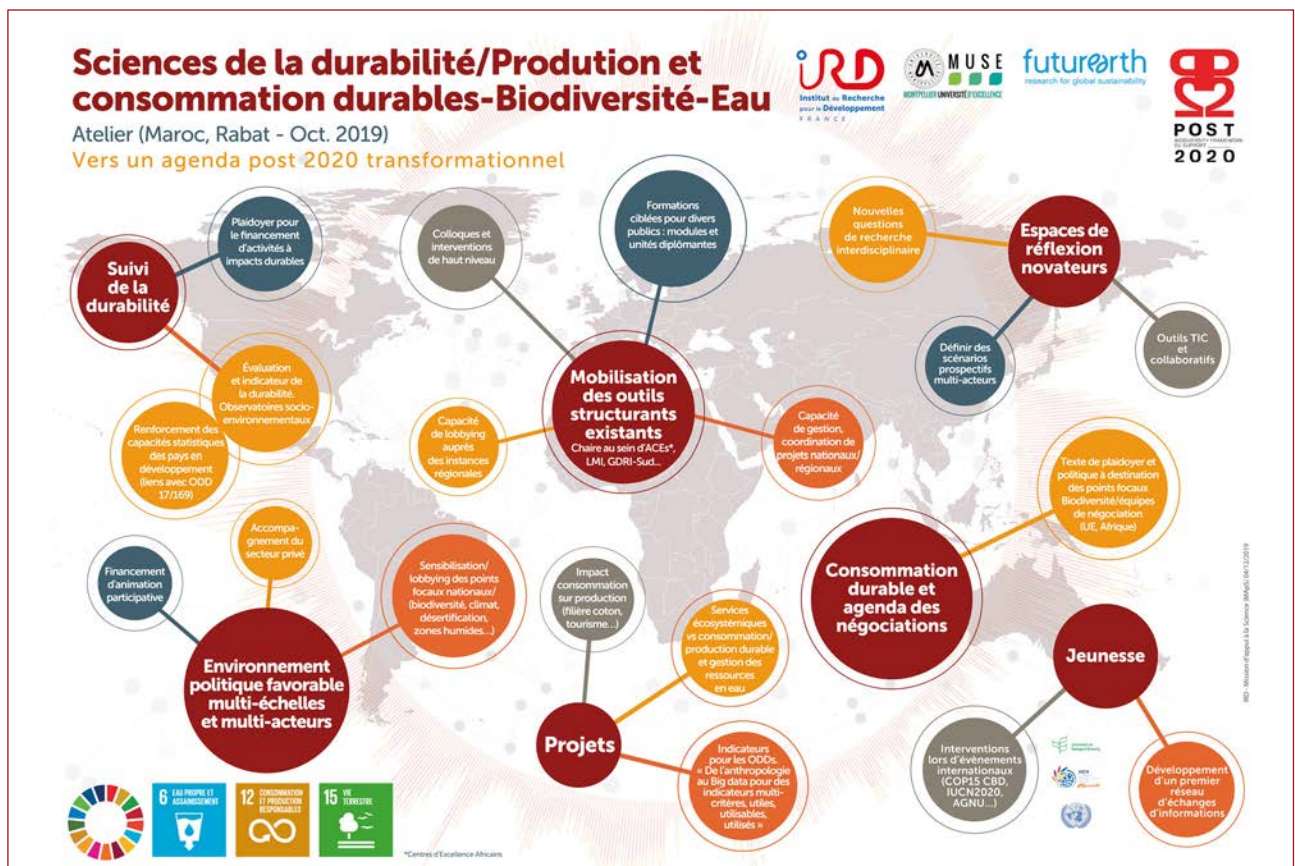 Sciences de la durabilité/Prodution et
consommation durables-Biodiversité-Eau
Atelier (Maroc, Rabat - Oct. 2019)
Vers un agenda post 2020 transformationnel
iRD
Institut de Recherche
pour le Développement
FRANCE
MUSE
MONTPELLIER UNIVERSITÉ D'EXCELLENCE
futurearth
research for global sustainability
POST
BIODIVERSITY FRAMEWORK
EU SUPPORT
2020
Suivi
de la
durabilité
Plaidoyer pour
le financement
d'activités à
impacts durables
Évaluation
et indicateur de
la durabilité.
Observatoires socio-
environnementaux
Renforcement des
capacités statistiques
des pays en
développement
(liens avec ODD
17/169)
Colloques et
interventions
de haut niveau
Formations
ciblées pour divers
publics : modules et
unités diplômantes
Mobilisation
des outils
structurants
existants
Chaire au sein d'ACEs*,
LMI, GDRI-Sud...
Capacité
de lobbying
auprès
des instances
régionales
Capacité
de gestion,
coordination de
projets nationaux/
régionaux
Nouvelles
questions
de recherche
interdisciplinaire
Espaces de
réflexion
novateurs
Définir des
scénarios
prospectifs
multi-acteurs
Outils TIC
et
collaboratifs
Texte de plaidoyer et
politique à destination
des points focaux
Biodiversité/équipes
de négociation
(UE, Afrique)
Consommation
durable et
agenda des
négociations
Accompa-
gnement du
secteur privé
Financement
d'animation
participative
Sensibilisation/
lobbying des points
focaux nationaux/
(biodiversité, climat,
désertification,
zones humides...)
Environnement
politique favorable
multi-échelles
et multi-acteurs
Impact
consommation
sur production
(filière coton,
tourisme...)
Services
écosystémiques
vs consommation/
production durable
et gestion des
ressources
en eau
Projets
Indicateurs
pour les ODDs.
« De l'anthropologie
au Big data pour des
indicateurs multi-
critères, utiles,
utilisables,
utilisés »
Jeunesse
Interventions
lors d'évènements
internationaux
(COP15 CBD,
IUCN2020,
AGNU...)
Développement
d'un premier
réseau
d'échanges
d'informations
6 EAU PROPRE ET
ASSAINISSEMENT
12 CONSOMMATION
ET PRODUCTION
RESPONSABLES
15 VIE
TERRESTRE
*Centres d'Excellence Africains
IRD - Mission d'appui à la Science (MApS) 04/12/2019